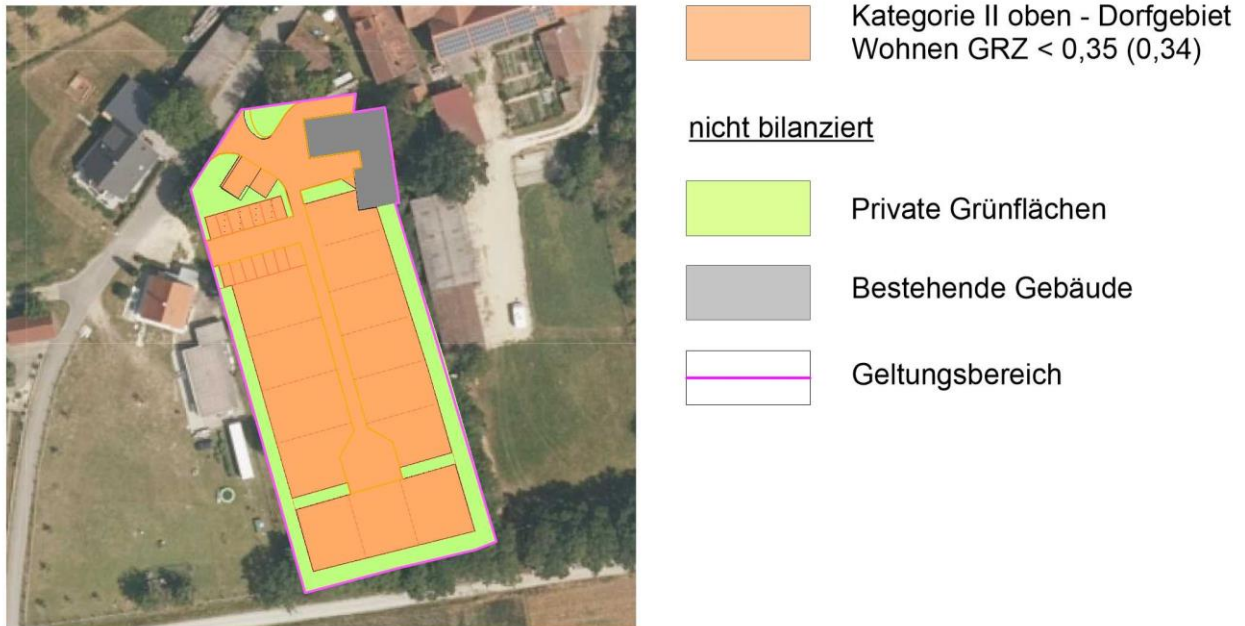 Kategorie II oben - Dorfgebiet
Wohnen GRZ < 0,35 (0,34)
nicht bilanziert
Private Grünflächen
Bestehende Gebäude
Geltungsbereich